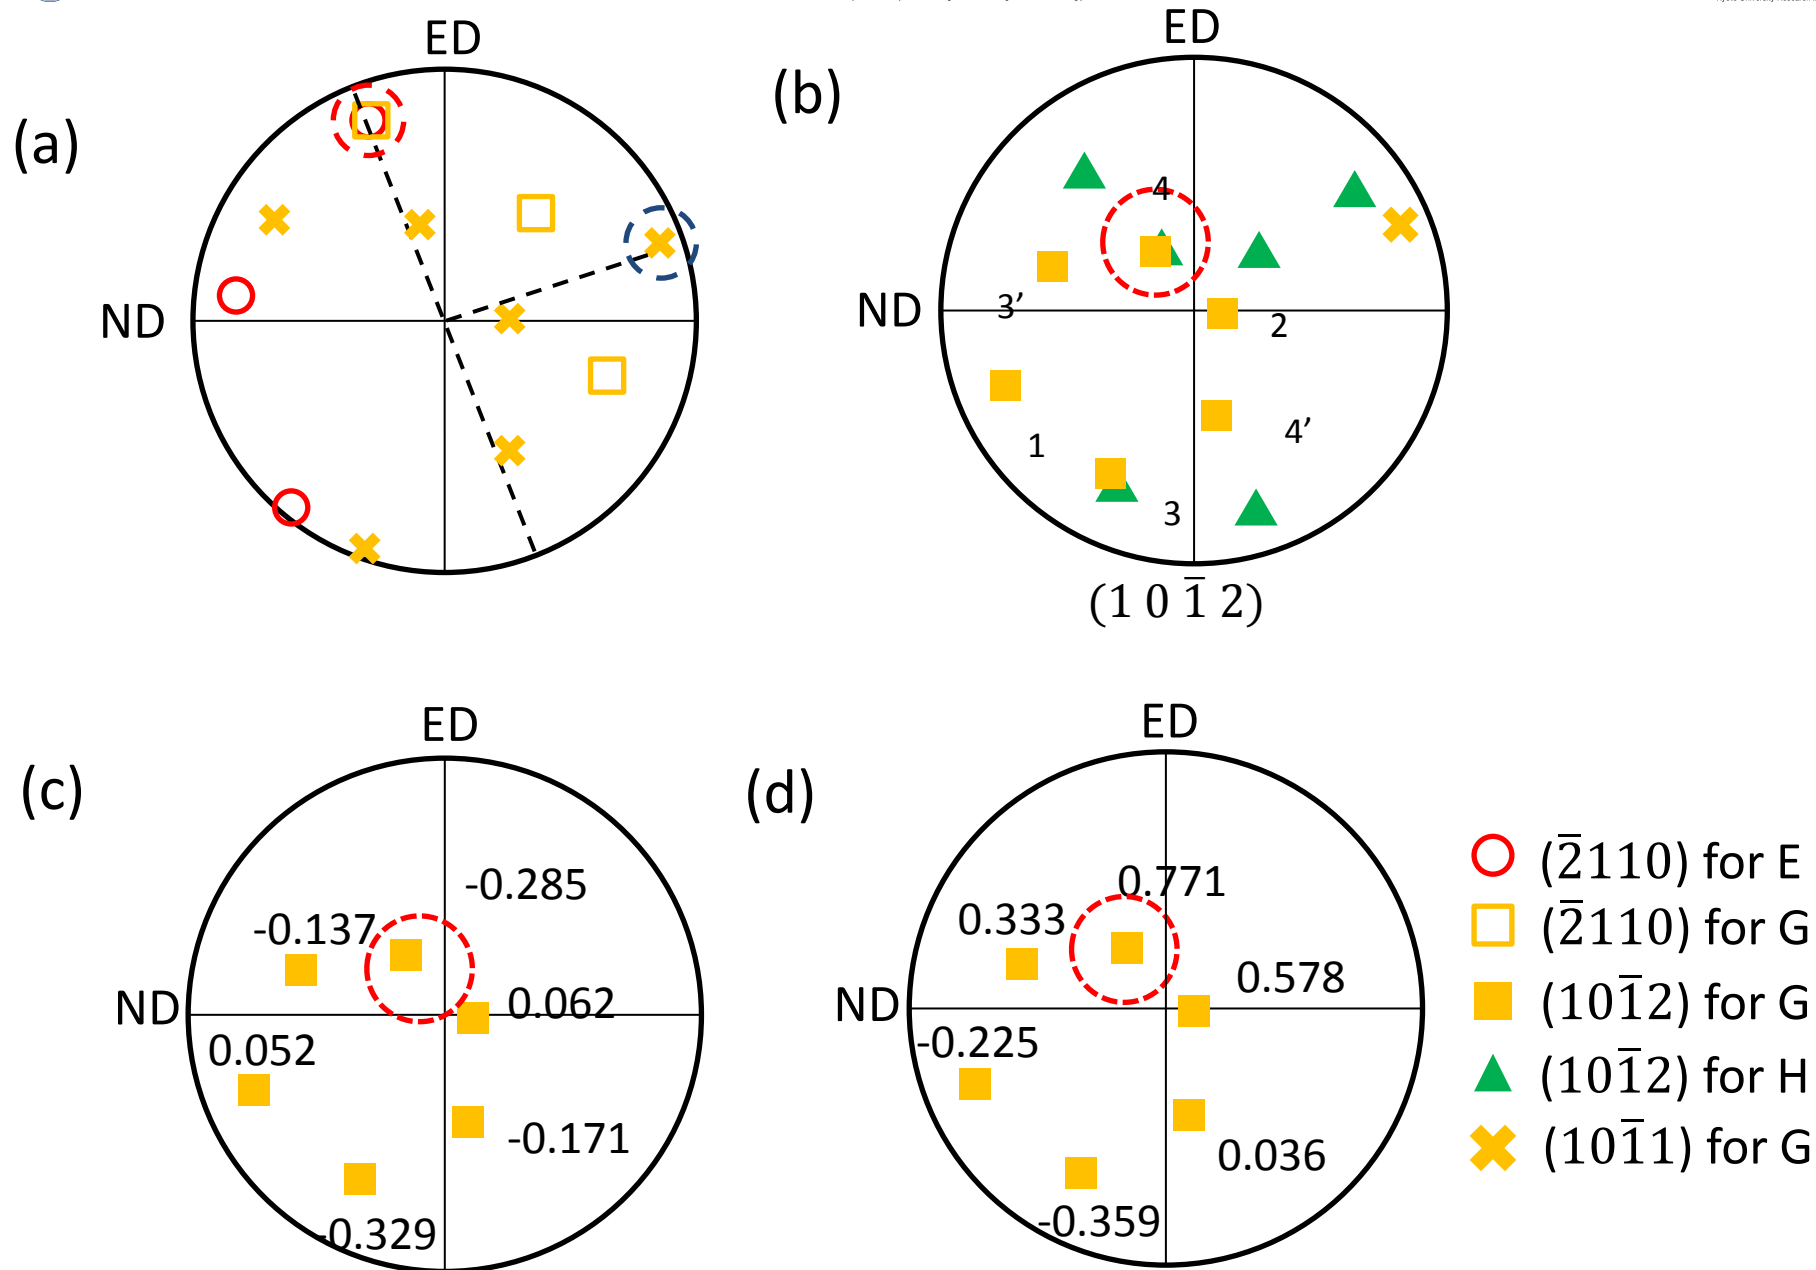 ED
(a)
ND
ED
(b)
4
ND
3’
2
1
4’
3
(1 0 1̅ 2)
ED
(c)
-0.285
-0.137
ND
0.062
0.052
-0.171
-0.329
ED
(d)
0.771
0.333
0.578
ND
-0.225
0.036
-0.359
(2̅110) for E
(2̅110) for G
(101̅2) for G
(101̅2) for H
(101̅1) for G